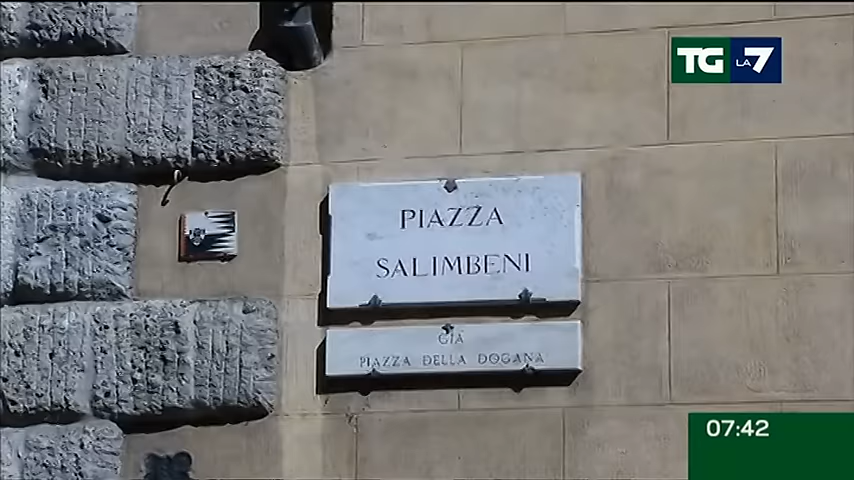 TG LA7
PIAZZA
SALIMBENI
GIÀ
PIAZZA DELLA DOGANA
07:42